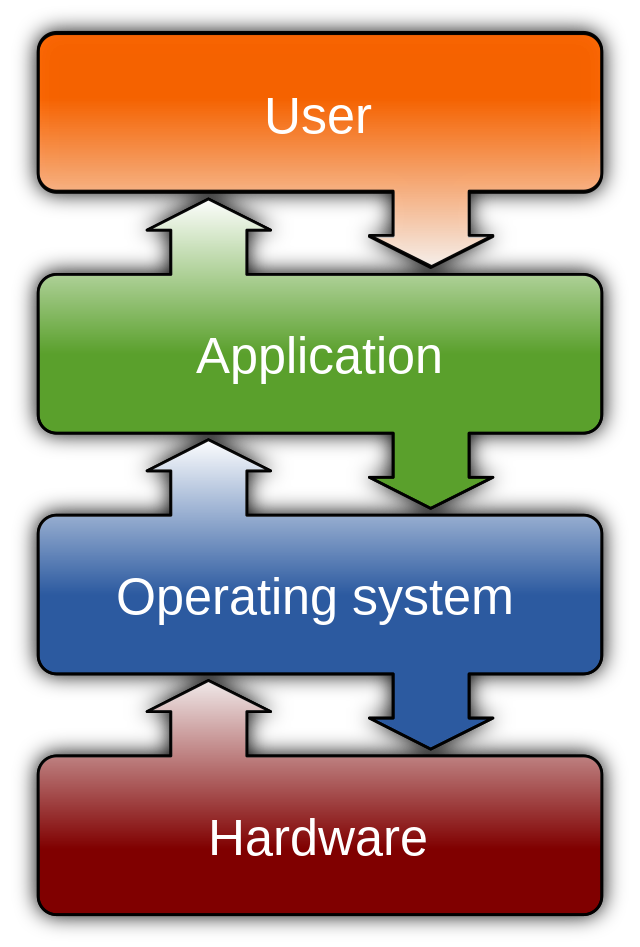 User
Application
Operating system
Hardware